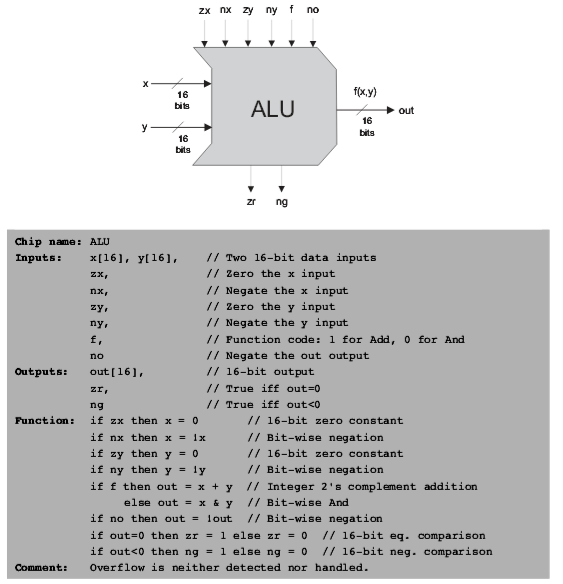 zx nx zy ny f no
x
16
bits
y
16
bits
ALU
f(x,y)
16
bits
out
zr ng
Chip name: ALU
Inputs: x[16], y[16], // Two 16-bit data inputs
zx, // Zero the x input
nx, // Negate the x input
zy, // Zero the y input
ny, // Negate the y input
f, // Function code: 1 for Add, 0 for And
no // Negate the out output
Outputs: out[16], // 16-bit output
zr, // True iff out=0
ng // True iff out<0
Function: if zx then x = 0 // 16-bit zero constant
if nx then x = !x // Bit-wise negation
if zy then y = 0 // 16-bit zero constant
if ny then y = !y // Bit-wise negation
if f then out = x + y // Integer 2's complement addition
else out = x & y // Bit-wise And
if no then out = !out // Bit-wise negation
if out=0 then zr = 1 else zr = 0 // 16-bit eq. comparison
if out<0 then ng = 1 else ng = 0 // 16-bit neg. comparison
Comment: Overflow is neither detected nor handled.